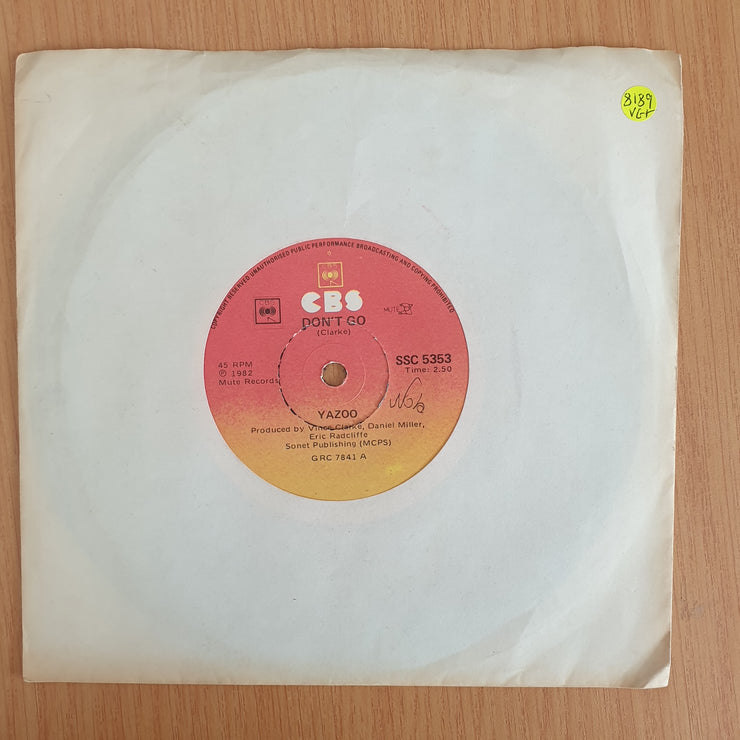 8189
VG+
COPYRIGHT RESERVED UNAUTHORISED PUBLIC PERFORMANCE BROADCASTING AND COPYING PROHIBITED
CBS
CBS
CBS
MUTE
DON'T GO
(Clarke)
45 RPM
℗ 1982
Mute Records
SSC 5353
Time: 2.50
YAZOO
Produced by Vince Clarke, Daniel Miller,
Eric Radcliffe
Sonet Publishing (MCPS)
GRC 7841 A